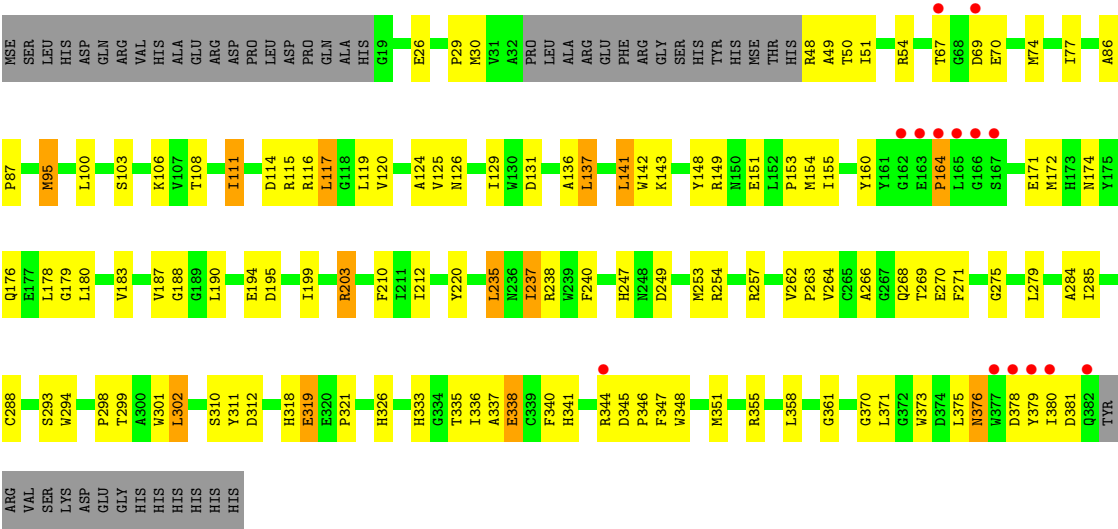 MSE SER LEU HIS ASP GLN ARG VAL HIS ALA GLU ARG ASP PRO LEU ASP PRO GLN ALA HIS G19 E26 P29 M30 V31 A32 PRO LEU ALA ARG GLU PHE ARG GLY SER HIS TYR HIS MSE THR HIS R48 A49 T50 I51 R54 T67 G68 D69 E70 M74 I77 A86
P87 M95 L100 S103 K106 V107 T108 I111 D114 R115 R116 L117 G118 L119 V120 A124 V125 N126 I129 W130 D131 A136 L137 L141 W142 K143 Y148 R149 N150 E151 L152 P153 M154 I155 Y160 Y161 G162 E163 P164 L165 G166 S167 E171 M172 H173 N174 Y175
Q176 E177 L178 G179 L180 V183 V187 G188 G189 L190 E194 D195 I199 R203 F210 I211 I212 Y220 L235 N236 I237 R238 W239 F240 H247 N248 D249 M253 R254 R257 V262 P263 V264 C265 A266 G267 Q268 T269 E270 F271 G275 L279 A284 I285
C288 S293 W294 P298 T299 A300 W301 L302 S310 Y311 D312 H318 E319 E320 P321 H326 H333 G334 T335 I336 A337 E338 C339 F340 H341 R344 D345 P346 F347 W348 M351 R355 L358 G361 G370 L371 G372 W373 D374 L375 N376 W377 D378 Y379 I380 D381 Q382 TYR
ARG VAL SER LYS ASP GLU GLY HIS HIS HIS HIS HIS HIS